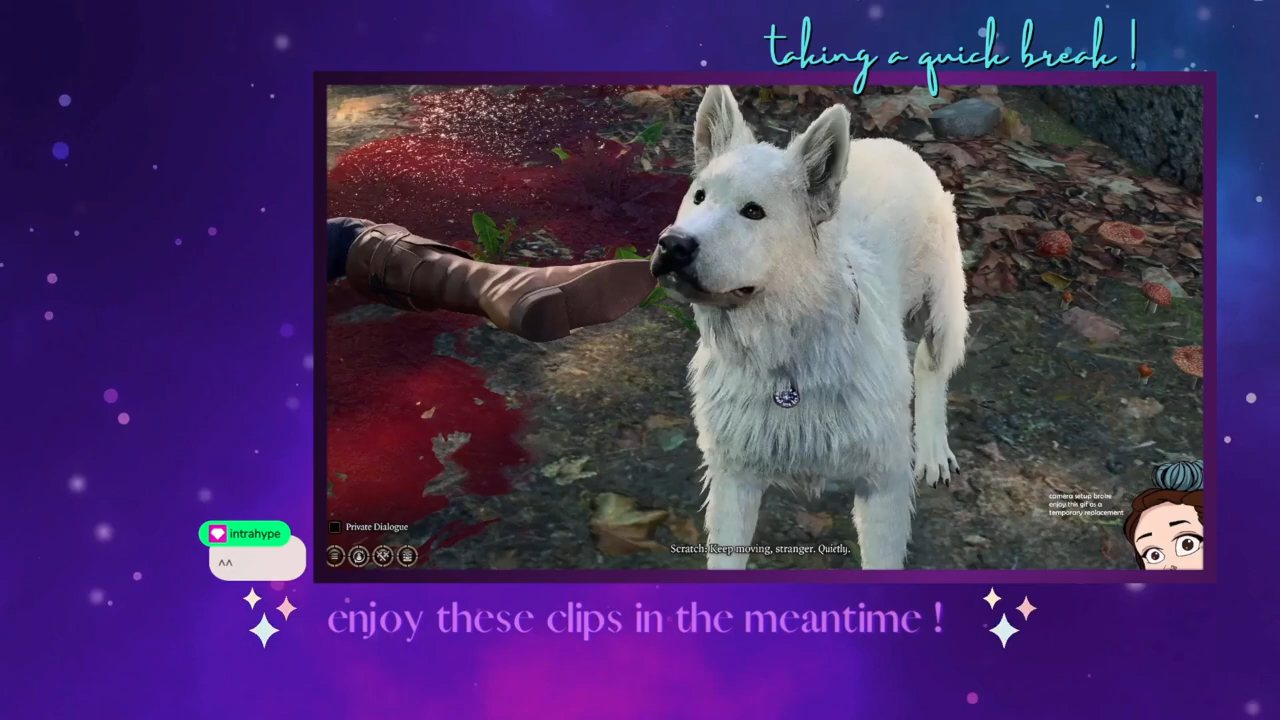 taking a quick break !
camera setup broke
enjoy this gif as a
temporary replacement
Private Dialogue
Scratch: Keep moving, stranger. Quietly.
intrahype
^^
enjoy these clips in the meantime !